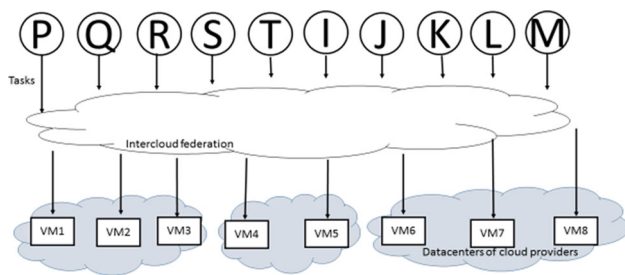 P Q R S T I J K L M
Tasks
Intercloud federation
VM1 VM2 VM3 VM4 VM5 VM6 VM7 VM8
Datacenters of cloud providers